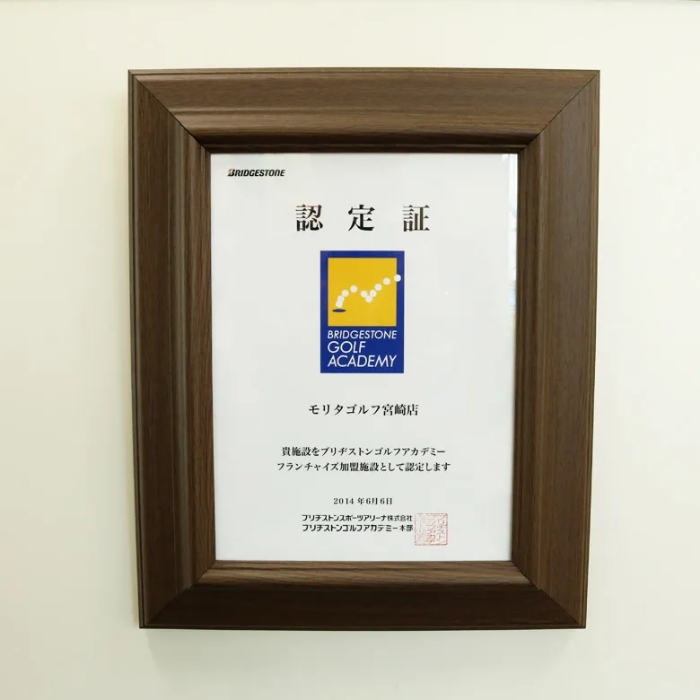 BRIDGESTONE
認定証
BRIDGESTONE
GOLF
ACADEMY
モリタゴルフ宮崎店
貴施設をブリヂストンゴルフアカデミー
フランチャイズ加盟施設として認定します
2014年6月6日
ブリヂストンスポーツアリーナ株式会社
ブリヂストンゴルフアカデミー本部